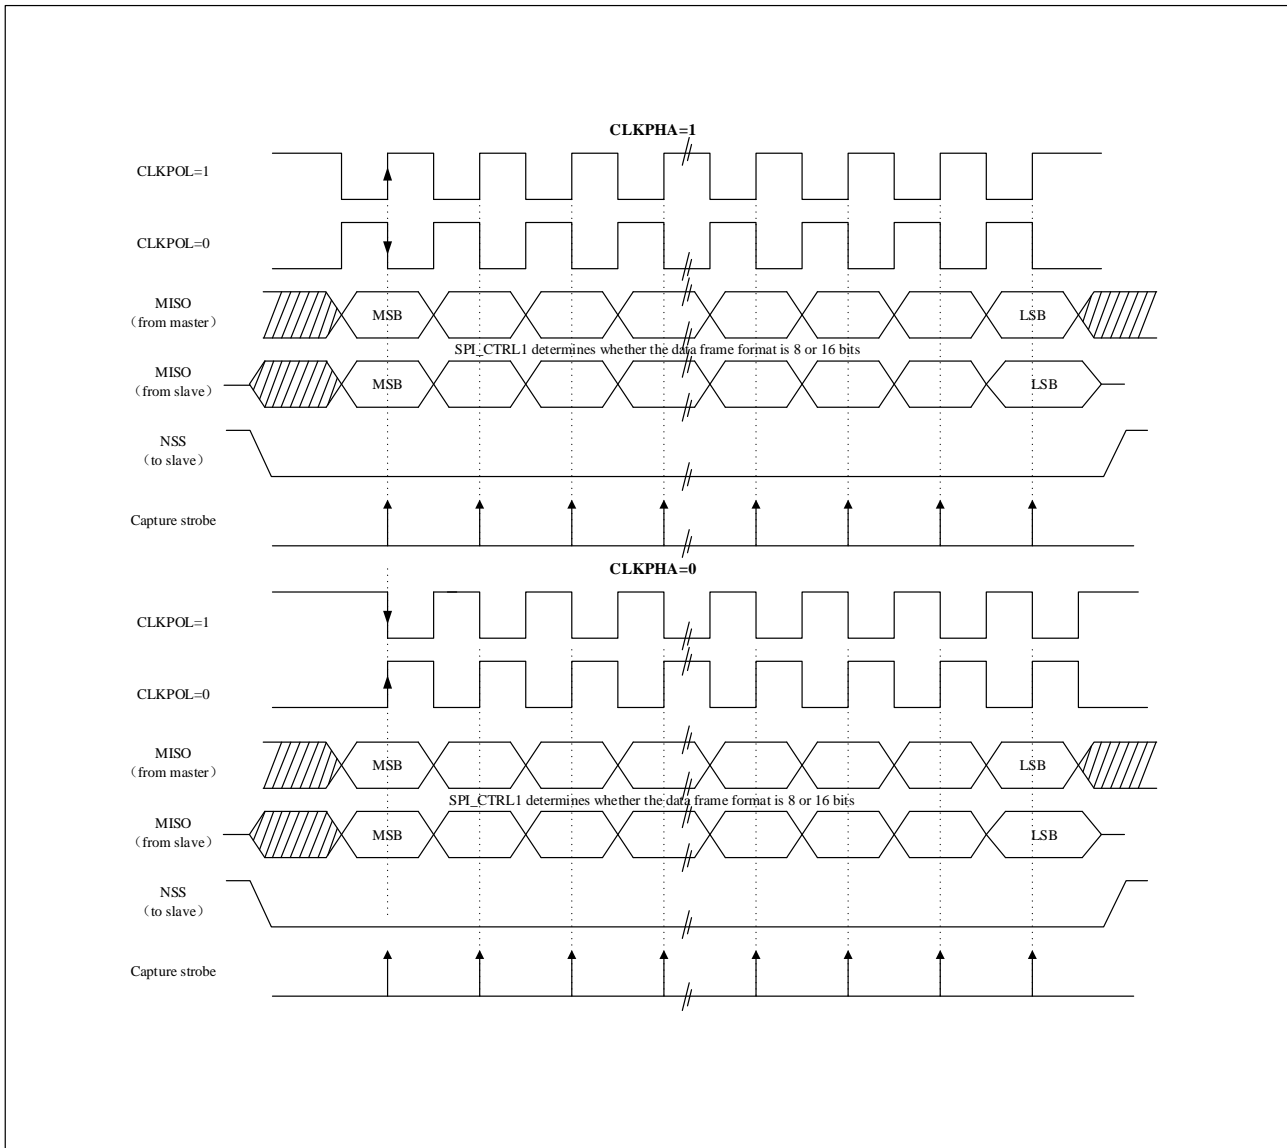 CLKPHA=1
CLKPOL=1
CLKPOL=0
MISO
（from master）
MSB
LSB
SPI_CTRL1 determines whether the data frame format is 8 or 16 bits
MISO
（from slave）
MSB
LSB
NSS
（to slave）
Capture strobe
CLKPHA=0
CLKPOL=1
CLKPOL=0
MISO
（from master）
MSB
LSB
SPI_CTRL1 determines whether the data frame format is 8 or 16 bits
MISO
（from slave）
MSB
LSB
NSS
（to slave）
Capture strobe